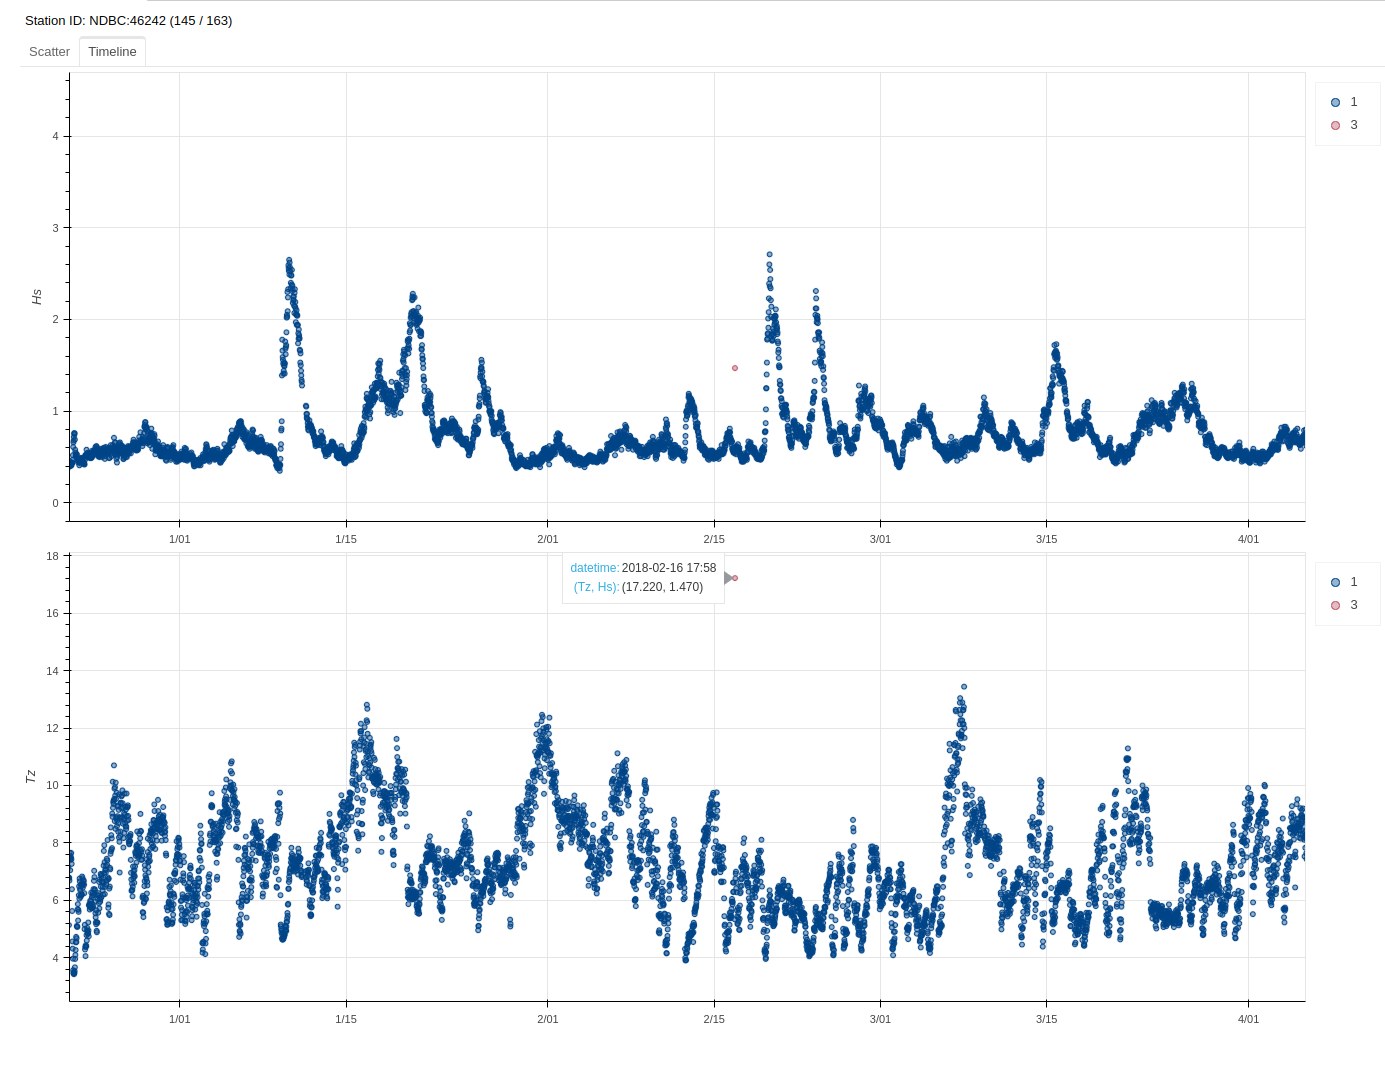 Station ID: NDBC:46242 (145 / 163)
Scatter Timeline
4
3
2
1
0
Hs
1/01 1/15 2/01 2/15 3/01 3/15 4/01
1
3
18
16
14
12
10
8
6
4
Tz
datetime: 2018-02-16 17:58
(Tz, Hs): (17.220, 1.470)
1/01 1/15 2/01 2/15 3/01 3/15 4/01
1
3